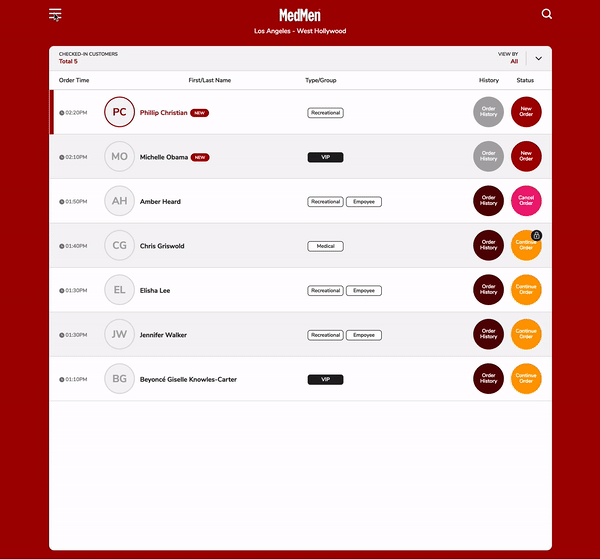 MedMen
Los Angeles - West Hollywood
CHECKED-IN CUSTOMERS
Total 5
VIEW BY
All
Order Time First/Last Name Type/Group History Status
02:20PM PC Phillip Christian NEW Recreational Order History New Order
02:10PM MO Michelle Obama NEW VIP Order History New Order
01:50PM AH Amber Heard Recreational Empoyee Order History Cancel Order
01:40PM CG Chris Griswold Medical Order History Continue Order
01:30PM EL Elisha Lee Recreational Empoyee Order History Continue Order
01:30PM JW Jennifer Walker Recreational Empoyee Order History Continue Order
01:10PM BG Beyoncé Giselle Knowles-Carter VIP Order History Continue Order